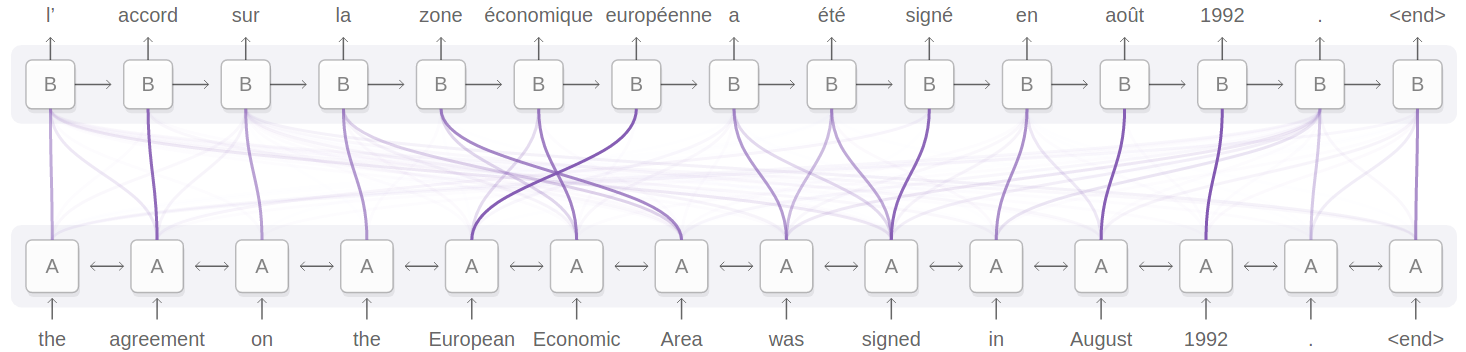 l’ accord sur la zone économique européenne a été signé en août 1992 . <end>
B B B B B B B B B B B B B B B
A A A A A A A A A A A A A A
the agreement on the European Economic Area was signed in August 1992 . <end>